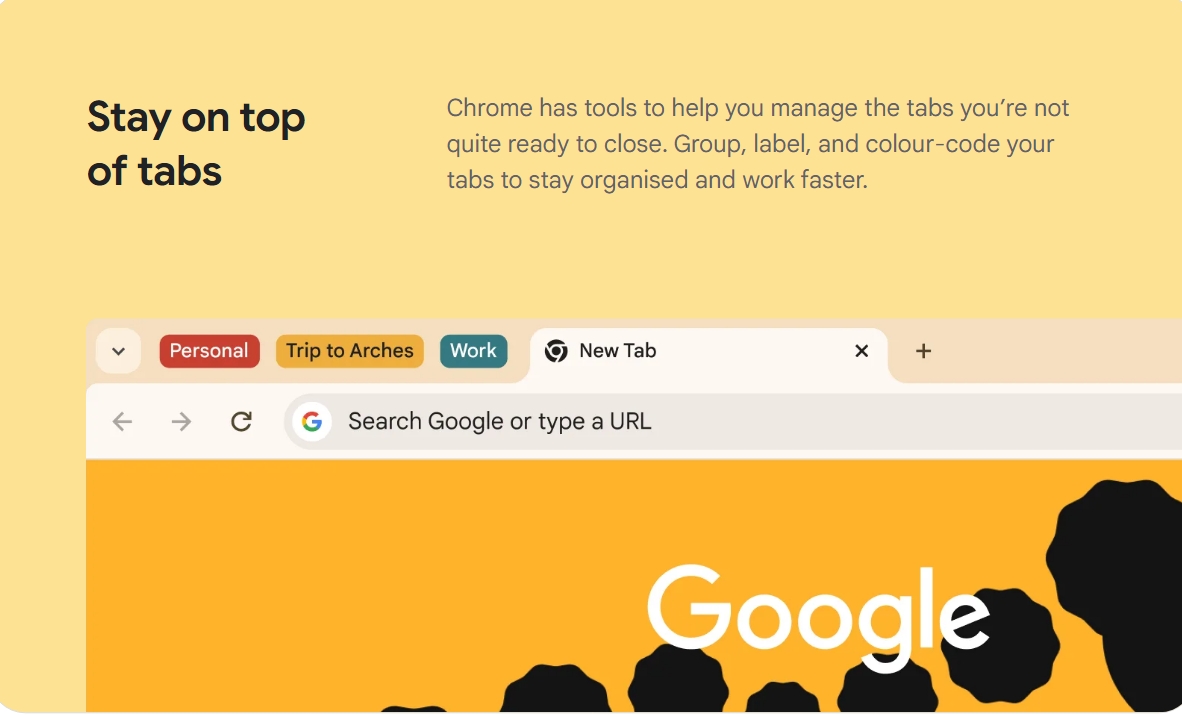 Stay on top
of tabs
Chrome has tools to help you manage the tabs you’re not
quite ready to close. Group, label, and colour-code your
tabs to stay organised and work faster.
Personal Trip to Arches Work New Tab
Search Google or type a URL
Google